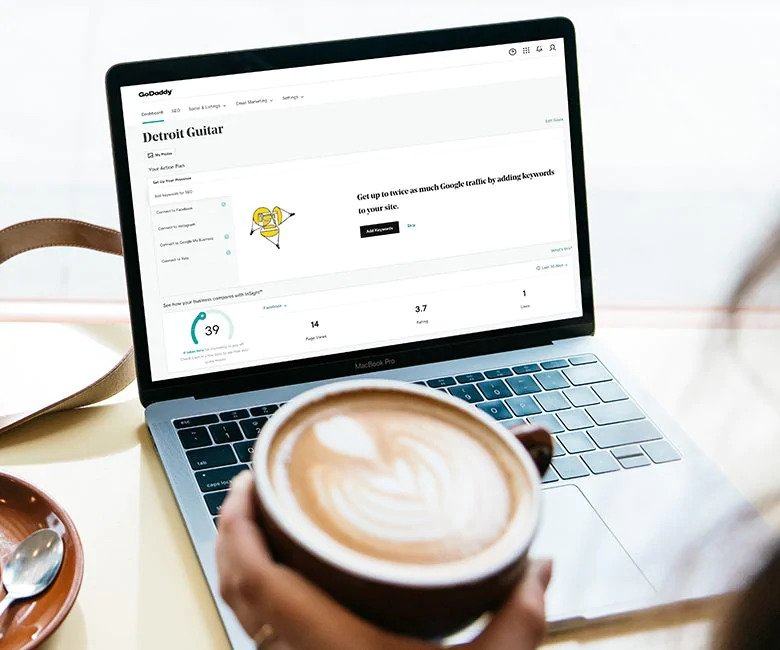 GoDaddy
Dashboard SEO Social & Listings Email Marketing Settings
Detroit Guitar
My Photos
Edit Goals
Your Action Plan
Set Up Your Presence
Add Keywords for SEO
Connect to Facebook
Connect to Instagram
Connect to Google My Business
Connect to Yelp
Get up to twice as much Google traffic by adding keywords
to your site.
Add Keywords Skip
What's this?
See how your business compares with InSight™
Facebook
Last 30 days
39
14
Page Views
3.7
Rating
1
Likes
MacBook Pro
esc
tab
caps lock